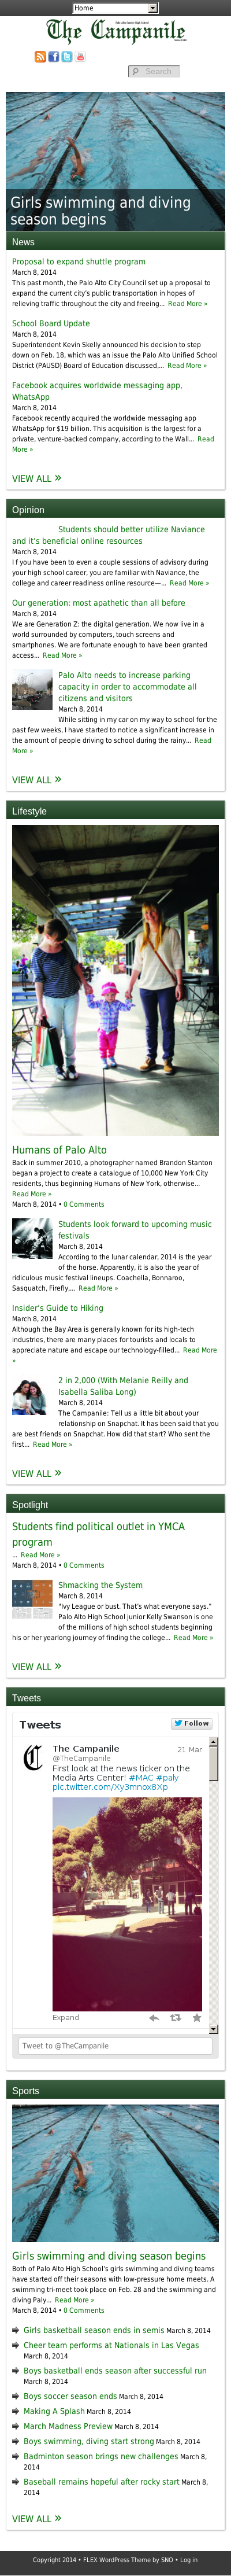 Home
The Campanile
Search
Girls swimming and diving
season begins
News
Proposal to expand shuttle program
March 8, 2014
This past month, the Palo Alto City Council set up a proposal to
expand the current city's public transportation in hopes of
relieving traffic throughout the city and freeing... Read More »
School Board Update
March 8, 2014
Superintendent Kevin Skelly announced his decision to step
down on Feb. 18, which was an issue the Palo Alto Unified School
District (PAUSD) Board of Education discussed,... Read More »
Facebook acquires worldwide messaging app,
WhatsApp
March 8, 2014
Facebook recently acquired the worldwide messaging app
WhatsApp for $19 billion. This acquisition is the largest for a
private, venture-backed company, according to the Wall... Read
More »
VIEW ALL »
Opinion
Students should better utilize Naviance
and it's beneficial online resources
March 8, 2014
I f you have been to even a couple sessions of advisory during
your high school career, you are familiar with Naviance, the
college and career readiness online resource—... Read More »
Our generation: most apathetic than all before
March 8, 2014
We are Generation Z: the digital generation. We now live in a
world surrounded by computers, touch screens and
smartphones. We are fortunate enough to have been granted
access... Read More »
Palo Alto needs to increase parking
capacity in order to accommodate all
citizens and visitors
March 8, 2014
While sitting in my car on my way to school for the
past few weeks, I have started to notice a significant increase in
the amount of people driving to school during the rainy... Read
More »
VIEW ALL »
Lifestyle
Humans of Palo Alto
Back in summer 2010, a photographer named Brandon Stanton
began a project to create a catalogue of 10,000 New York City
residents, thus beginning Humans of New York, otherwise...
Read More »
March 8, 2014 • 0 Comments
Students look forward to upcoming music
festivals
March 8, 2014
According to the lunar calendar, 2014 is the year
of the horse. Apparently, it is also the year of
ridiculous music festival lineups. Coachella, Bonnaroo,
Sasquatch, Firefly,... Read More »
Insider's Guide to Hiking
March 8, 2014
Although the Bay Area is generally known for its high-tech
industries, there are many places for tourists and locals to
appreciate nature and escape our technology-filled... Read More
»
2 in 2,000 (With Melanie Reilly and
Isabella Saliba Long)
March 8, 2014
The Campanile: Tell us a little bit about your
relationship on Snapchat. It has been said that you
are best friends on Snapchat. How did that start? Who sent the
first... Read More »
VIEW ALL »
Spotlight
Students find political outlet in YMCA
program
... Read More »
March 8, 2014 • 0 Comments
Shmacking the System
March 8, 2014
"Ivy League or bust. That's what everyone says."
Palo Alto High School junior Kelly Swanson is one
of the millions of high school students beginning
his or her yearlong journey of finding the college... Read More »
VIEW ALL »
Tweets
Tweets
Follow
The Campanile 21 Mar
@TheCampanile
First look at the news ticker on the
Media Arts Center! #MAC #paly
pic.twitter.com/Xy3mnox8Xp
Expand
Tweet to @TheCampanile
Sports
Girls swimming and diving season begins
Both of Palo Alto High School's girls swimming and diving teams
have started off their seasons with low-pressure home meets. A
swimming tri-meet took place on Feb. 28 and the swimming and
diving Paly... Read More »
March 8, 2014 • 0 Comments
Girls basketball season ends in semis March 8, 2014
Cheer team performs at Nationals in Las Vegas
March 8, 2014
Boys basketball ends season after successful run
March 8, 2014
Boys soccer season ends March 8, 2014
Making A Splash March 8, 2014
March Madness Preview March 8, 2014
Boys swimming, diving start strong March 8, 2014
Badminton season brings new challenges March 8,
2014
Baseball remains hopeful after rocky start March 8,
2014
VIEW ALL »
Copyright 2014 • FLEX WordPress Theme by SNO • Log in